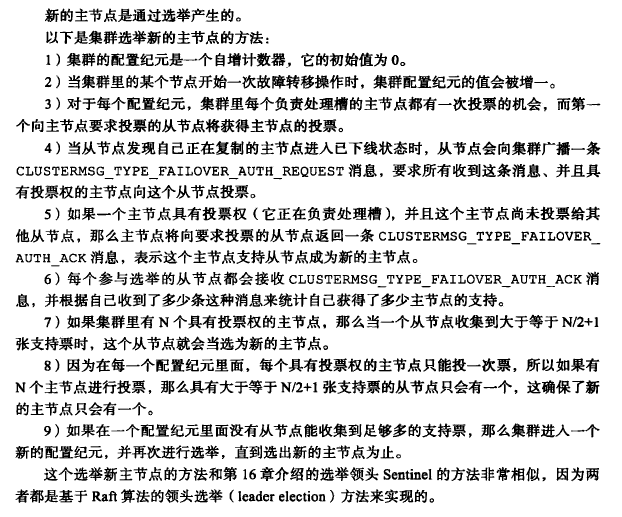 新的主节点是通过选举产生的。
以下是集群选举新的主节点的方法：
1）集群的配置纪元是一个自增计数器，它的初始值为 0。
2）当集群里的某个节点开始一次故障转移操作时，集群配置纪元的值会被增一。
3）对于每个配置纪元，集群里每个负责处理槽的主节点都有一次投票的机会，而第一
个向主节点要求投票的从节点将获得主节点的投票。
4）当从节点发现自己正在复制的主节点进入已下线状态时，从节点会向集群广播一条
CLUSTERMSG_TYPE_FAILOVER_AUTH_REQUEST 消息，要求所有收到这条消息、并且具
有投票权的主节点向这个从节点投票。
5）如果一个主节点具有投票权（它正在负责处理槽），并且这个主节点尚未投票给其
他从节点，那么主节点将向要求投票的从节点返回一条 CLUSTERMSG_TYPE_FAILOVER_
AUTH_ACK 消息，表示这个主节点支持从节点成为新的主节点。
6）每个参与选举的从节点都会接收 CLUSTERMSG_TYPE_FAILOVER_AUTH_ACK 消
息，并根据自己收到了多少条这种消息来统计自己获得了多少主节点的支持。
7）如果集群里有 N 个具有投票权的主节点，那么当一个从节点收集到大于等于 N/2+1
张支持票时，这个从节点就会当选为新的主节点。
8）因为在每一个配置纪元里面，每个具有投票权的主节点只能投一次票，所以如果有
N 个主节点进行投票，那么具有大于等于 N/2+1 张支持票的从节点只会有一个，这确保了新
的主节点只会有一个。
9）如果在一个配置纪元里面没有从节点能收集到足够多的支持票，那么集群进入一个
新的配置纪元，并再次进行选举，直到选出新的主节点为止。
这个选举新主节点的方法和第 16 章介绍的选举领头 Sentinel 的方法非常相似，因为两
者都是基于 Raft 算法的领头选举（leader election）方法来实现的。